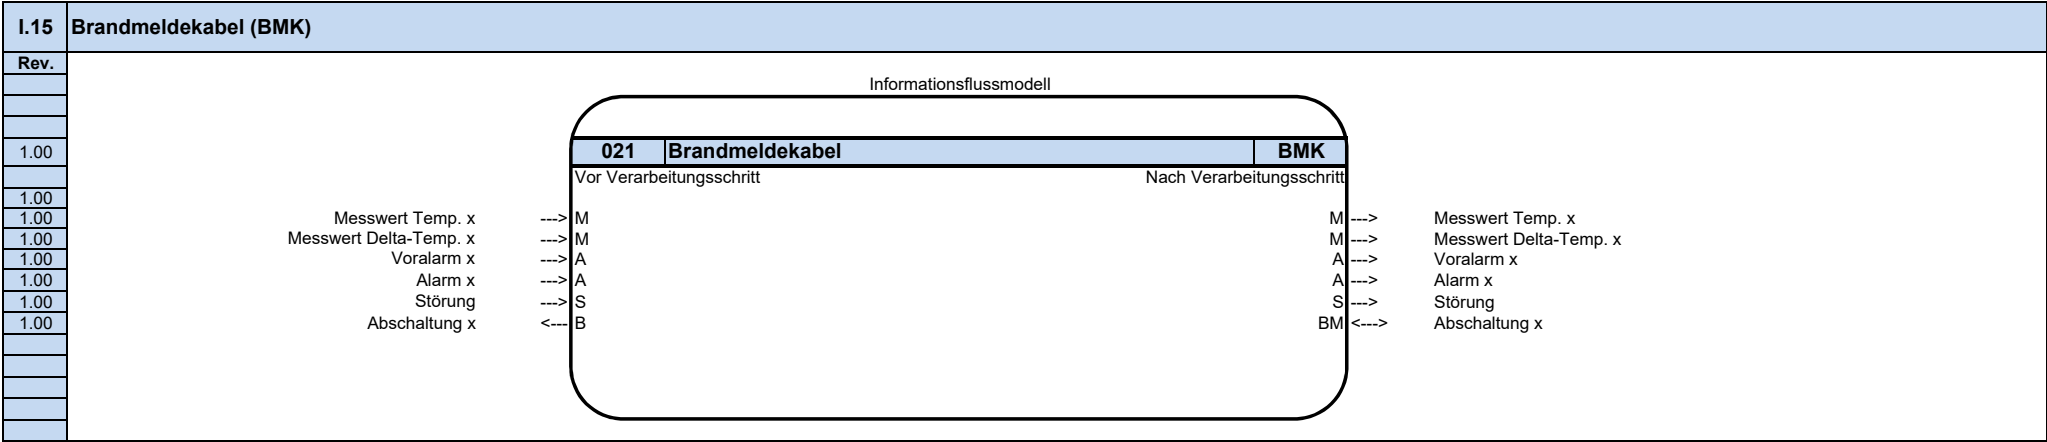 I.15 Brandmeldekabel (BMK)
Rev.
Informationsflussmodell
1.00 021 Brandmeldekabel BMK
Vor Verarbeitungsschritt Nach Verarbeitungsschritt
1.00
1.00 Messwert Temp. x ---> M M ---> Messwert Temp. x
1.00 Messwert Delta-Temp. x ---> M M ---> Messwert Delta-Temp. x
1.00 Voralarm x ---> A A ---> Voralarm x
1.00 Alarm x ---> A A ---> Alarm x
1.00 Störung ---> S S ---> Störung
1.00 Abschaltung x <--- B BM <---> Abschaltung x